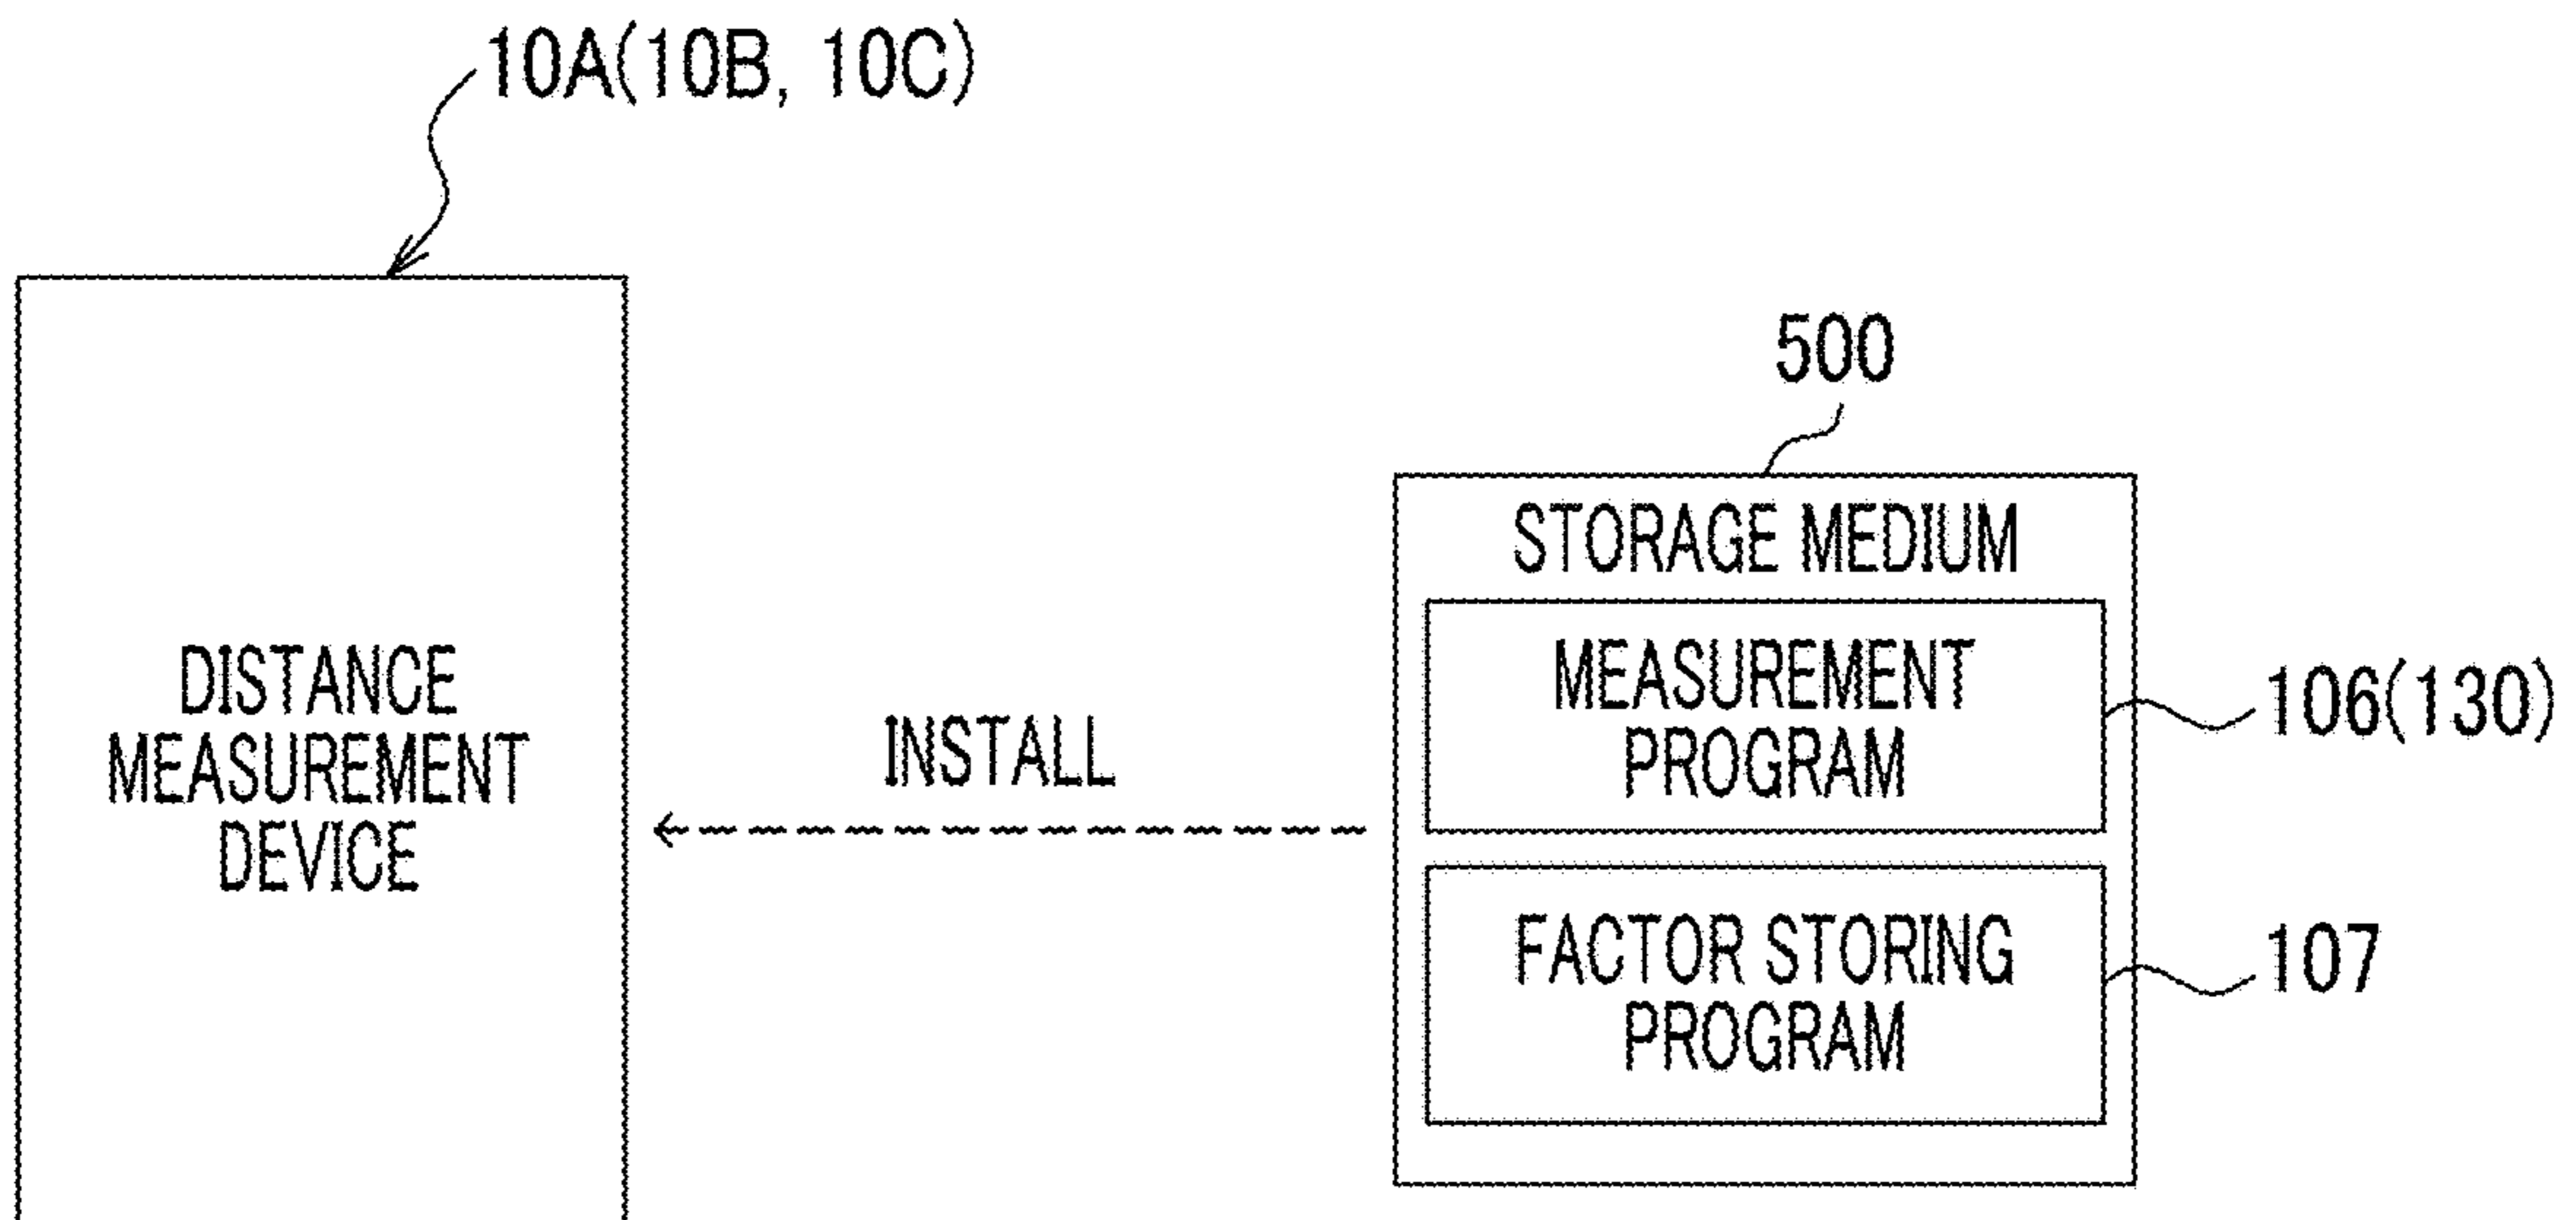 10A(10B, 10C)
DISTANCE
MEASUREMENT
DEVICE
INSTALL
500
STORAGE MEDIUM
MEASUREMENT
PROGRAM
106(130)
FACTOR STORING
PROGRAM
107